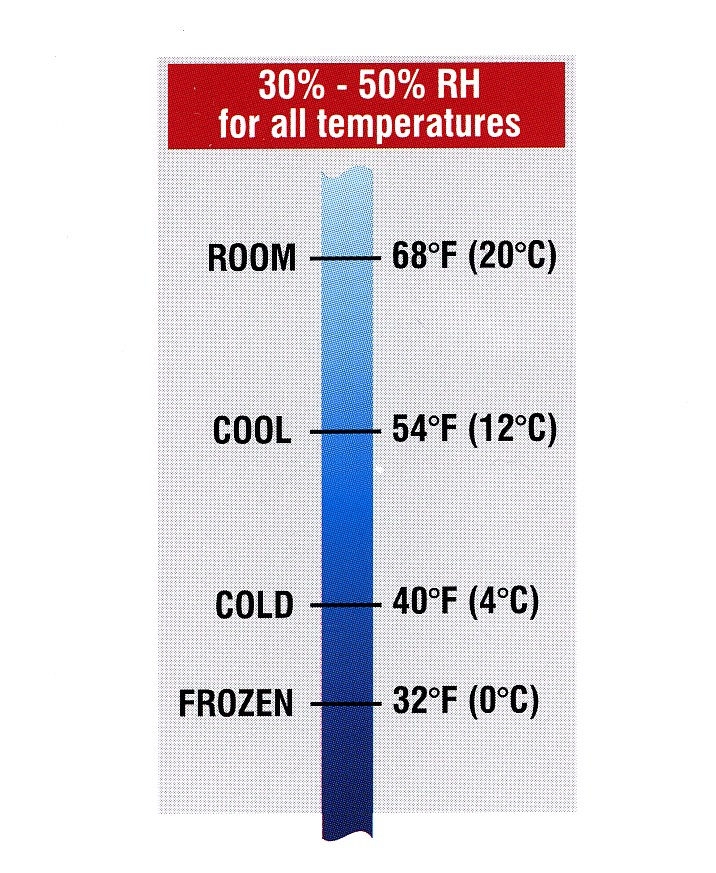 30% - 50% RH
for all temperatures
ROOM 68°F (20°C)
COOL 54°F (12°C)
COLD 40°F (4°C)
FROZEN 32°F (0°C)